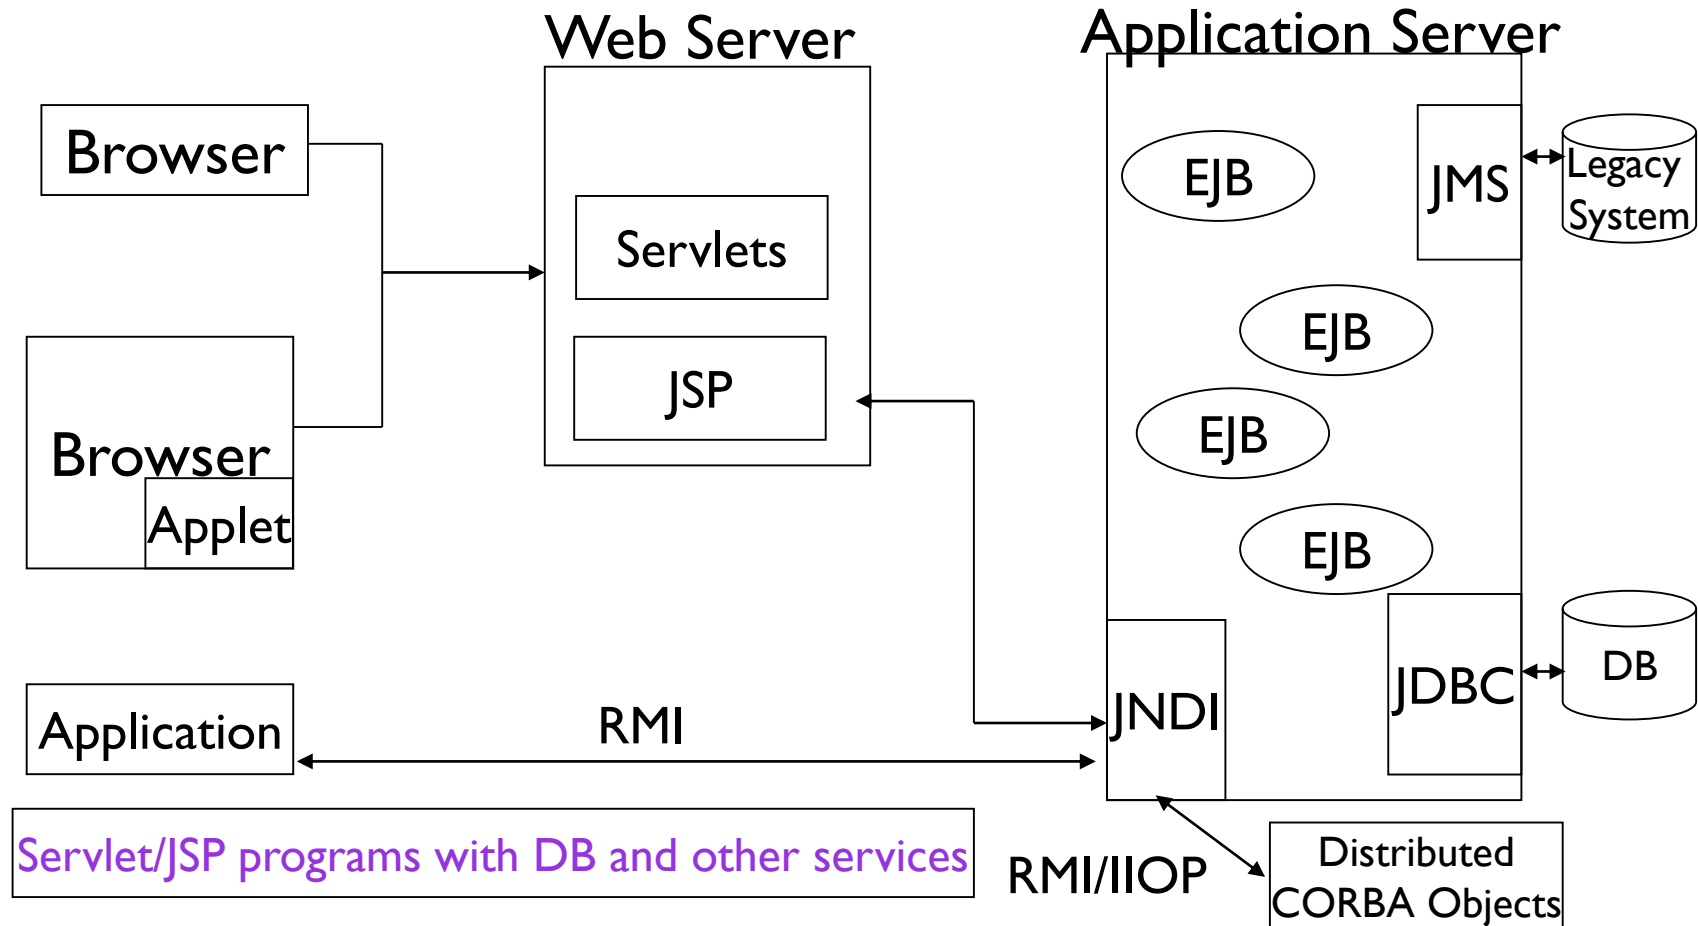 Web Server
Application Server
Browser
Servlets
JSP
Browser
Applet
EJB
JMS
Legacy
System
EJB
EJB
EJB
Application
RMI
JNDI
JDBC
DB
Servlet/JSP programs with DB and other services
RMI/IIOP
Distributed
CORBA Objects